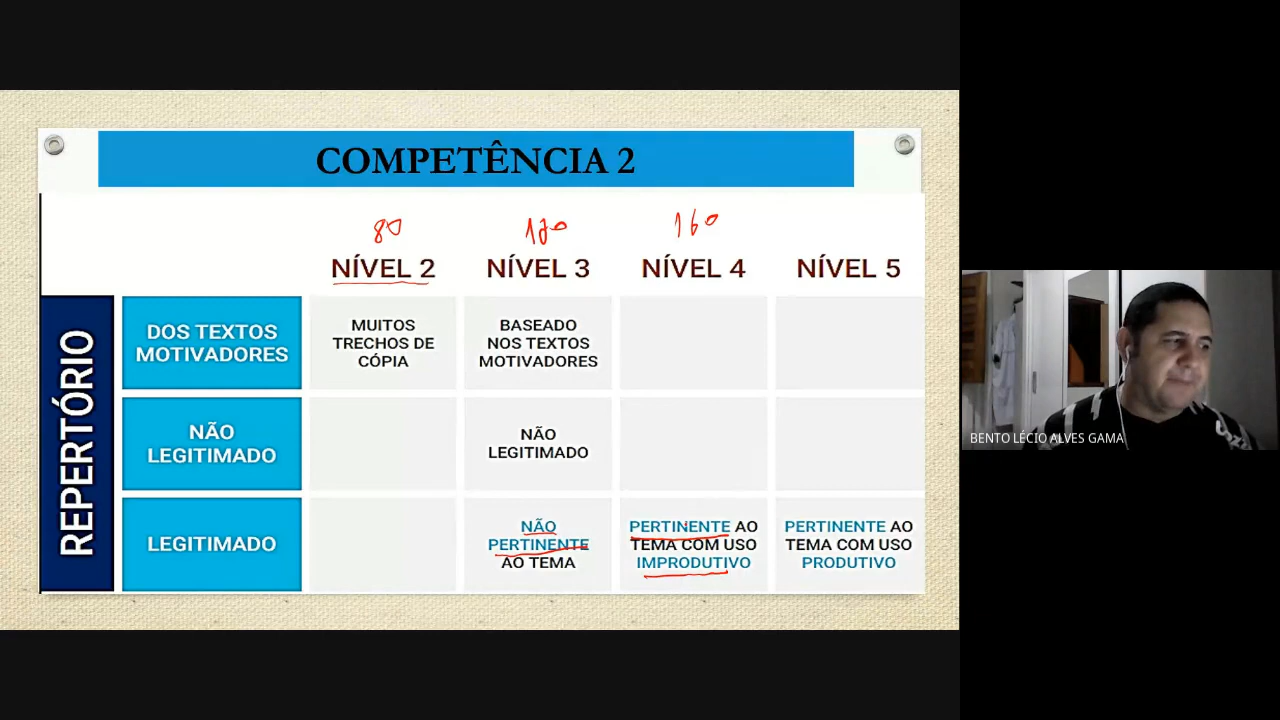 COMPETÊNCIA 2
80
120
160
NÍVEL 2
NÍVEL 3
NÍVEL 4
NÍVEL 5
REPERTÓRIO
DOS TEXTOS
MOTIVADORES
MUITOS
TRECHOS DE
CÓPIA
BASEADO
NOS TEXTOS
MOTIVADORES
NÃO
LEGITIMADO
NÃO
LEGITIMADO
LEGITIMADO
NÃO
PERTINENTE
AO TEMA
PERTINENTE AO
TEMA COM USO
IMPRODUTIVO
PERTINENTE AO
TEMA COM USO
PRODUTIVO
BENTO LÉCIO ALVES GAMA